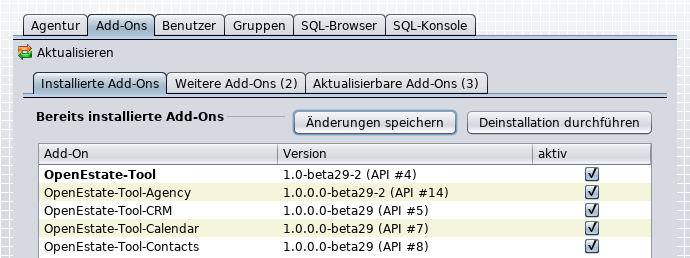 Agentur Add-Ons Benutzer Gruppen SQL-Browser SQL-Konsole
Aktualisieren
Installierte Add-Ons Weitere Add-Ons (2) Aktualisierbare Add-Ons (3)
Bereits installierte Add-Ons Änderungen speichern Deinstallation durchführen
Add-On Version aktiv
OpenEstate-Tool 1.0-beta29-2 (API #4)
OpenEstate-Tool-Agency 1.0.0.0-beta29-2 (API #14)
OpenEstate-Tool-CRM 1.0.0.0-beta29 (API #5)
OpenEstate-Tool-Calendar 1.0.0.0-beta29 (API #7)
OpenEstate-Tool-Contacts 1.0.0.0-beta29 (API #8)